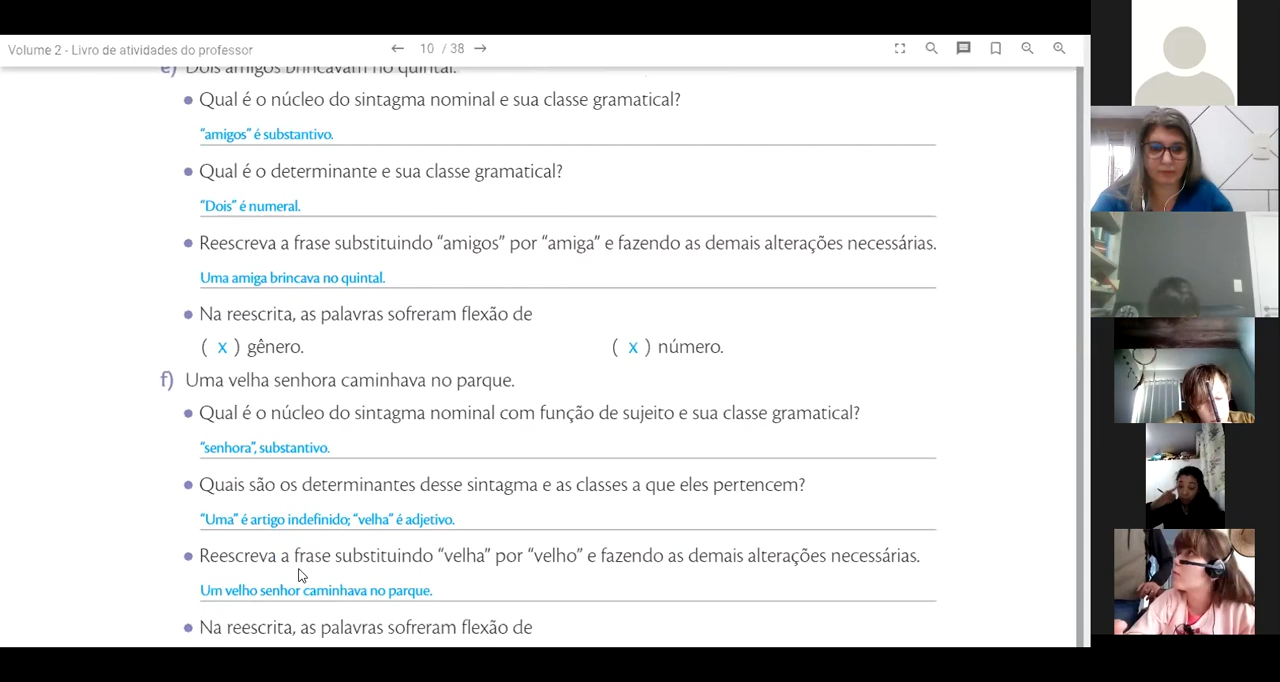 Volume 2 - Livro de atividades do professor
10 / 38
e) Dois amigos brincavam no quintal.
Qual é o núcleo do sintagma nominal e sua classe gramatical?
“amigos” é substantivo.
Qual é o determinante e sua classe gramatical?
“Dois” é numeral.
Reescreva a frase substituindo “amigos” por “amiga” e fazendo as demais alterações necessárias.
Uma amiga brincava no quintal.
Na reescrita, as palavras sofreram flexão de
( x ) gênero. ( x ) número.
f) Uma velha senhora caminhava no parque.
Qual é o núcleo do sintagma nominal com função de sujeito e sua classe gramatical?
“senhora”, substantivo.
Quais são os determinantes desse sintagma e as classes a que eles pertencem?
“Uma” é artigo indefinido; “velha” é adjetivo.
Reescreva a frase substituindo “velha” por “velho” e fazendo as demais alterações necessárias.
Um velho senhor caminhava no parque.
Na reescrita, as palavras sofreram flexão de